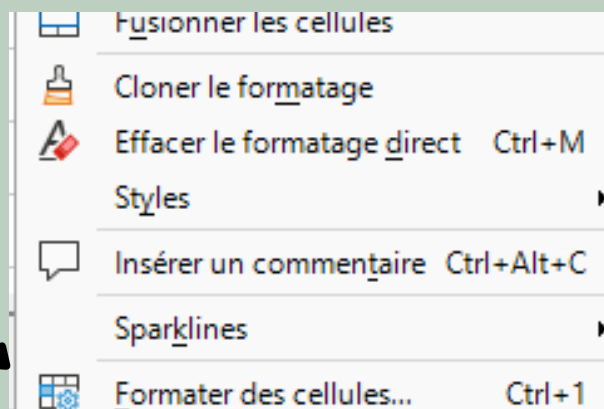 Fusionner les cellules
Cloner le formatage
Effacer le formatage direct Ctrl+M
Styles
Insérer un commentaire Ctrl+Alt+C
Sparklines
Formater des cellules... Ctrl+1